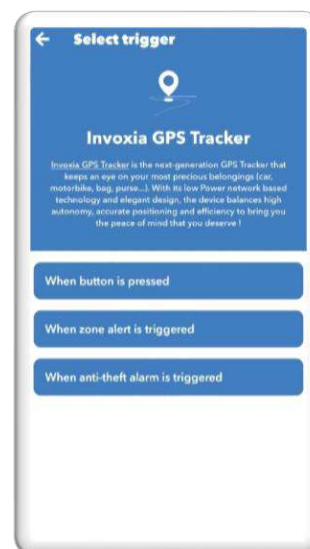 Select trigger
Invoxia GPS Tracker
Invoxia GPS Tracker is the next-generation GPS Tracker that
keeps an eye on your most precious belongings (car,
motorbike, bag, purse...). With its low Power network based
technology and elegant design, the device balances high
autonomy, accurate positioning and efficiency to bring you
the peace of mind that you deserve !
When button is pressed
When zone alert is triggered
When anti-theft alarm is triggered